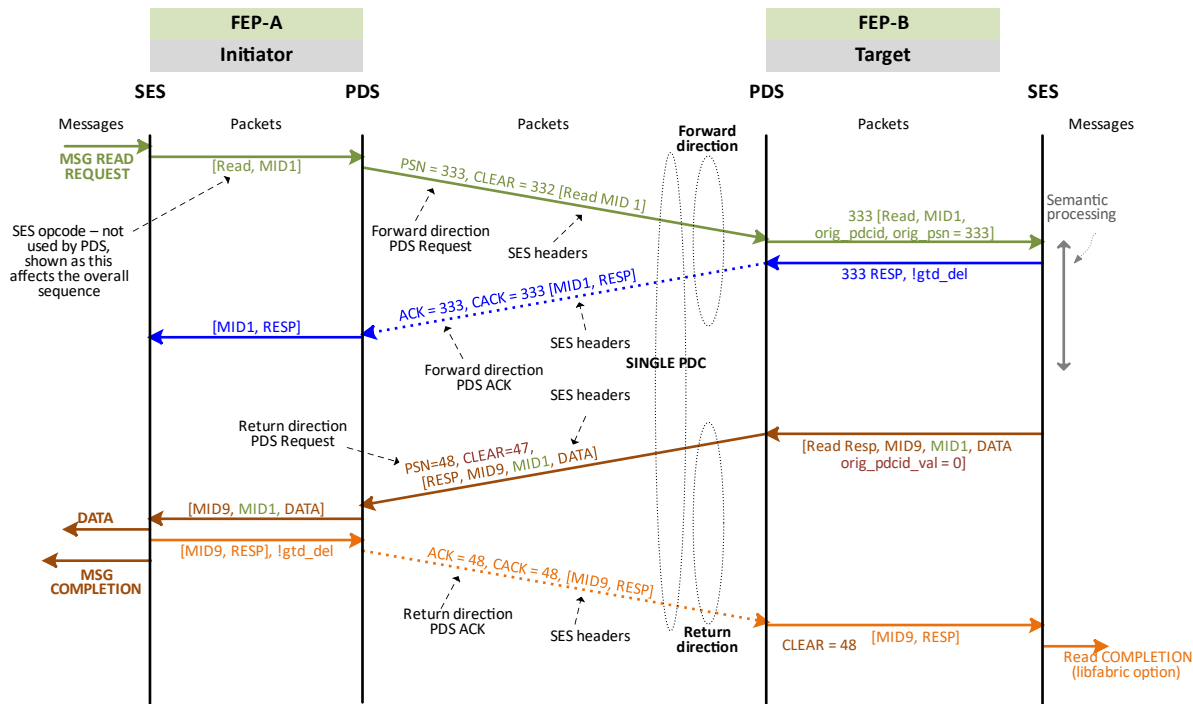 FEP-A
Initiator
FEP-B
Target
SES
PDS
PDS
SES
Messages
Packets
Packets
Packets
Messages
MSG READ
REQUEST
[Read, MID1]
Forward
direction
PSN = 333, CLEAR = 332 [Read MID 1]
SES opcode – not
used by PDS,
shown as this
affects the overall
sequence
Forward direction
PDS Request
SES headers
333 [Read, MID1,
orig_pdcid, orig_psn = 333]
Semantic
processing
333 RESP, !gtd_del
ACK = 333, CACK = 333 [MID1, RESP]
[MID1, RESP]
SES headers
Forward direction
PDS ACK
SINGLE PDC
SES headers
Return direction
PDS Request
[Read Resp, MID9, MID1, DATA
orig_pdcid_val = 0]
PSN=48, CLEAR=47,
[RESP, MID9, MID1, DATA]
[MID9, MID1, DATA]
DATA
[MID9, RESP], !gtd_del
MSG
COMPLETION
ACK = 48, CACK = 48, [MID9, RESP]
Return direction
PDS ACK
SES headers
Return
direction
[MID9, RESP]
CLEAR = 48
Read COMPLETION
(libfabric option)